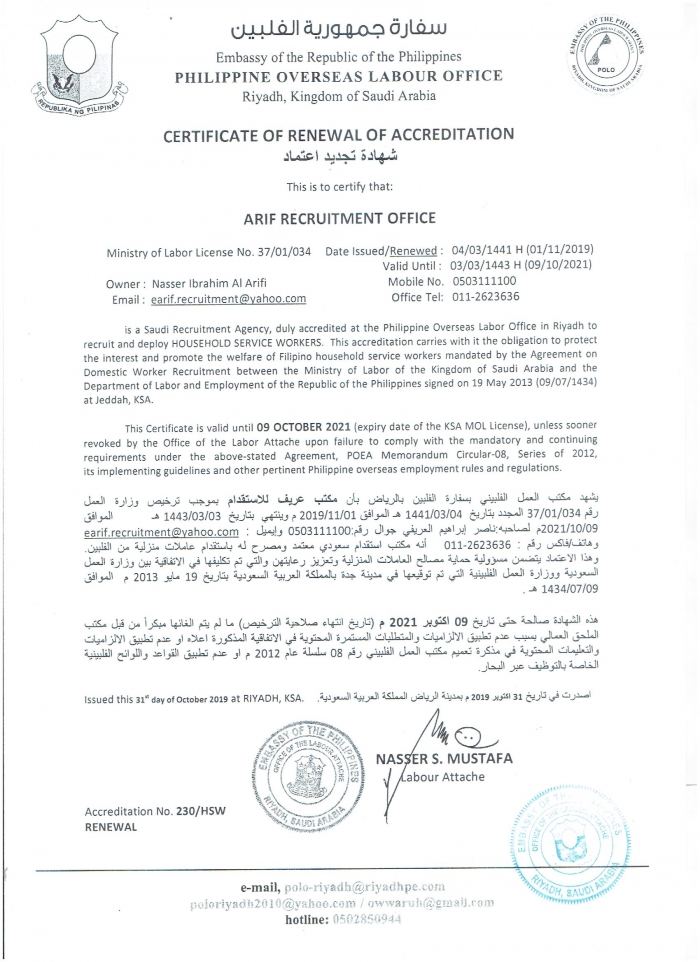 سفارة جمهورية الفلبين
Embassy of the Republic of the Philippines
PHILIPPINE OVERSEAS LABOUR OFFICE
Riyadh, Kingdom of Saudi Arabia
REPUBLIKA NG PILIPINAS
EMBASSY OF THE PHILIPPINES
PHILIPPINE OVERSEAS LABOUR OFFICE
POLO
RIYADH, KINGDOM OF SAUDI ARABIA
CERTIFICATE OF RENEWAL OF ACCREDITATION
شهادة تجديد اعتماد
This is to certify that:
ARIF RECRUITMENT OFFICE
Ministry of Labor License No. 37/01/034 Date Issued/Renewed : 04/03/1441 H (01/11/2019)
Valid Until : 03/03/1443 H (09/10/2021)
Owner : Nasser Ibrahim Al Arifi Mobile No. 0503111100
Email : earif.recruitment@yahoo.com Office Tel: 011-2623636
is a Saudi Recruitment Agency, duly accredited at the Philippine Overseas Labor Office in Riyadh to
recruit and deploy HOUSEHOLD SERVICE WORKERS. This accreditation carries with it the obligation to protect
the interest and promote the welfare of Filipino household service workers mandated by the Agreement on
Domestic Worker Recruitment between the Ministry of Labor of the Kingdom of Saudi Arabia and the
Department of Labor and Employment of the Republic of the Philippines signed on 19 May 2013 (09/07/1434)
at Jeddah, KSA.
This Certificate is valid until 09 OCTOBER 2021 (expiry date of the KSA MOL License), unless sooner
revoked by the Office of the Labor Attache upon failure to comply with the mandatory and continuing
requirements under the above-stated Agreement, POEA Memorandum Circular-08, Series of 2012,
its implementing guidelines and other pertinent Philippine overseas employment rules and regulations.
يشهد مكتب العمل الفلبيني بسفارة الفلبين بالرياض بأن مكتب عريف للاستقدام بموجب ترخيص وزارة العمل
رقم 37/01/034 المجدد بتاريخ 1441/03/04 هـ الموافق 2019/11/01 م وينتهي بتاريخ 1443/03/03 هـ الموافق
2021/10/09م لصاحبه:ناصر إبراهيم العريفي جوال رقم:0503111100 وإيميل : earif.recruitment@yahoo.com
وهاتف/فاكس رقم : 2623636-011 أنه مكتب استقدام سعودي معتمد ومصرح له باستقدام عاملات منزلية من الفلبين.
وهذا الاعتماد يتضمن مسؤولية حماية مصالح العاملات المنزلية وتعزيز رعايتهن والتي تم تكليفها في الاتفاقية بين وزارة العمل
السعودية ووزارة العمل الفلبينية التي تم توقيعها في مدينة جدة بالمملكة العربية السعودية بتاريخ 19 مايو 2013 م الموافق
1434/07/09 هـ .
هذه الشهادة صالحة حتى تاريخ 09 اكتوبر 2021 م (تاريخ انتهاء صلاحية الترخيص) ما لم يتم الغائها مبكراً من قبل مكتب
الملحق العمالي بسبب عدم تطبيق الالزاميات والمتطلبات المستمرة المحتوية في الاتفاقية المذكورة اعلاه او عدم تطبيق الالزاميات
والتعليمات المحتوية في مذكرة تعميم مكتب العمل الفلبيني رقم 08 سلسلة عام 2012 م او عدم تطبيق القواعد واللوائح الفلبينية
الخاصة بالتوظيف عبر البحار.
Issued this 31st day of October 2019 at RIYADH, KSA. اصدرت في تاريخ 31 اكتوبر 2019 م بمدينة الرياض المملكة العربية السعودية.
EMBASSY OF THE PHILIPPINES
OFFICE OF THE LABOUR ATTACHE
RIYADH, SAUDI ARABIA
NASSER S. MUSTAFA
Labour Attache
Accreditation No. 230/HSW
RENEWAL
EMBASSY OF THE PHILIPPINES
OFFICE OF THE LABOUR ATTACHE
RIYADH, SAUDI ARABIA
e-mail, polo-riyadh@riyadhpe.com
poloriyadh2010@yahoo.com / owwaruh@gmail.com
hotline: 0502850944